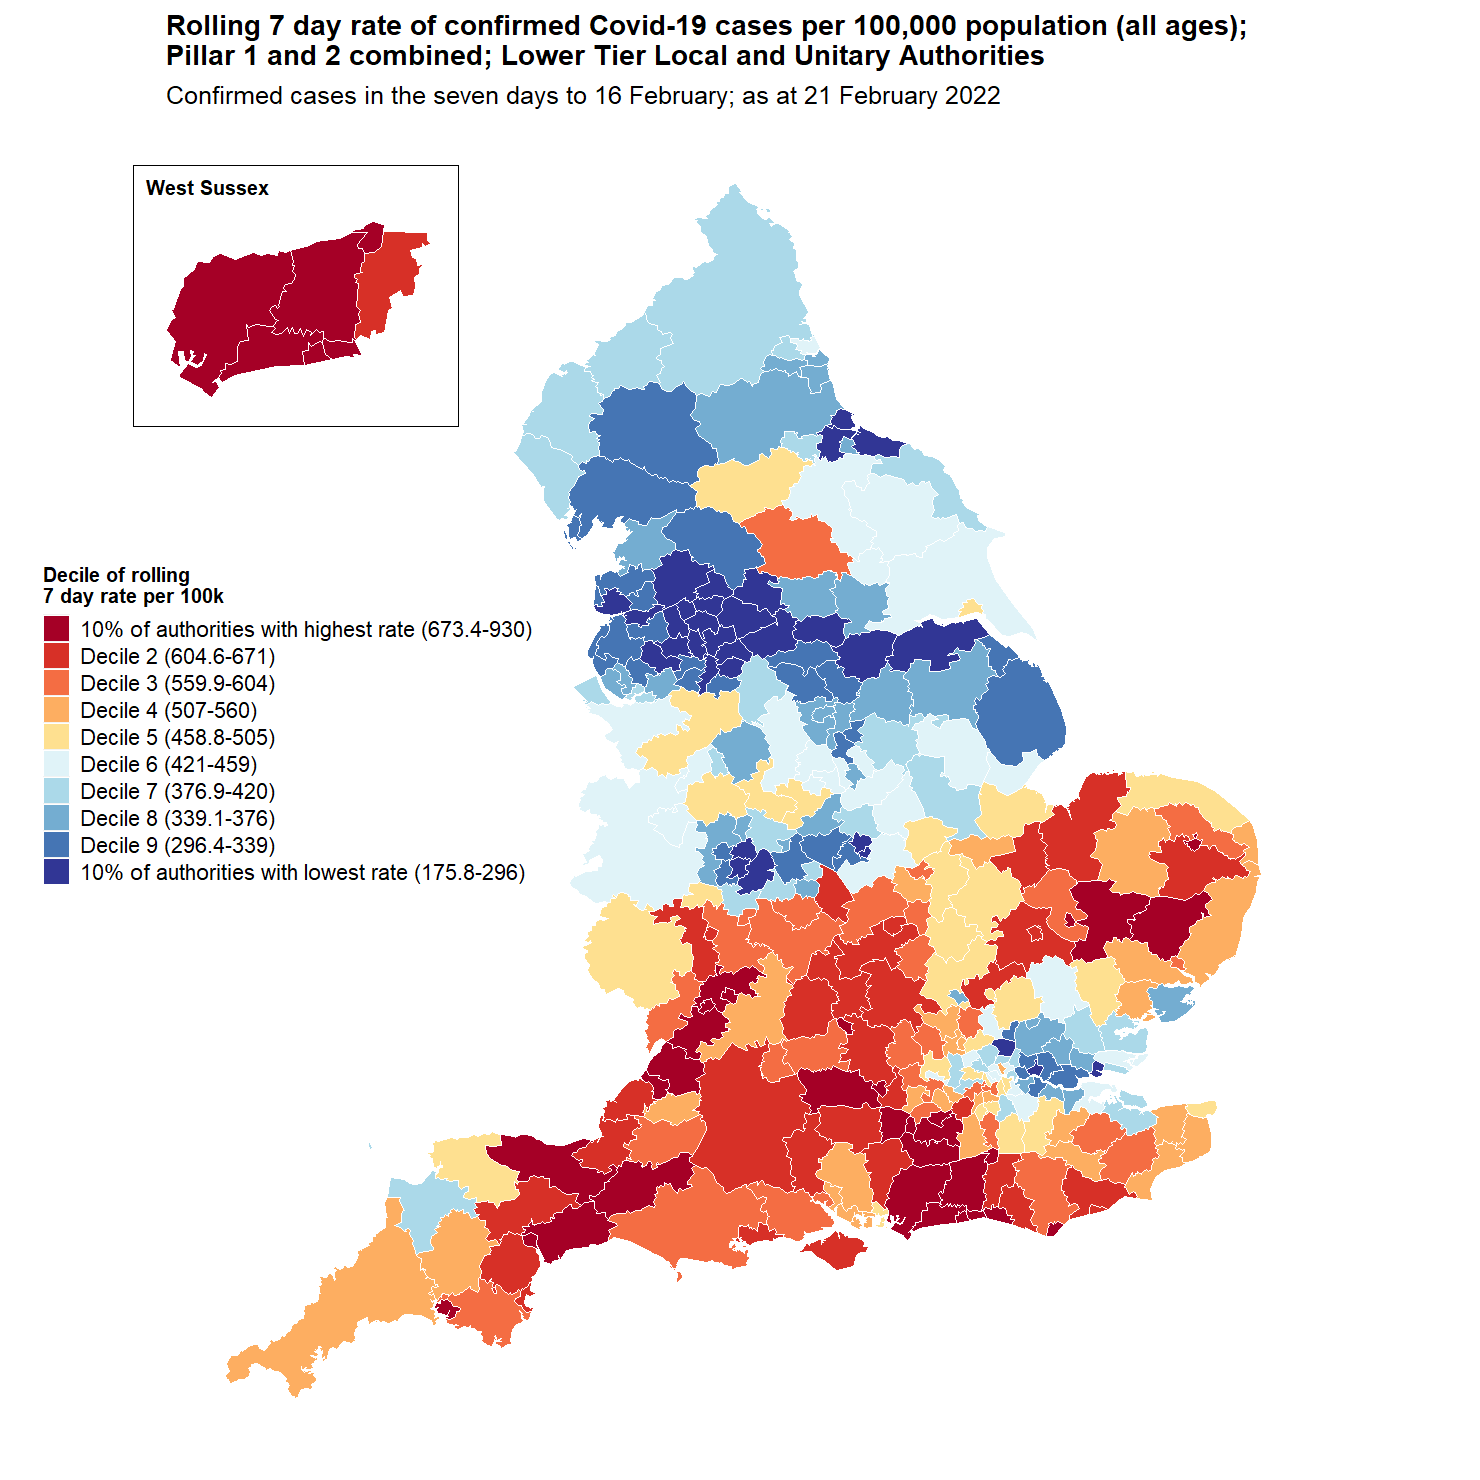 Rolling 7 day rate of confirmed Covid-19 cases per 100,000 population (all ages);
Pillar 1 and 2 combined; Lower Tier Local and Unitary Authorities
Confirmed cases in the seven days to 16 February; as at 21 February 2022
West Sussex
Decile of rolling
7 day rate per 100k
10% of authorities with highest rate (673.4-930)
Decile 2 (604.6-671)
Decile 3 (559.9-604)
Decile 4 (507-560)
Decile 5 (458.8-505)
Decile 6 (421-459)
Decile 7 (376.9-420)
Decile 8 (339.1-376)
Decile 9 (296.4-339)
10% of authorities with lowest rate (175.8-296)